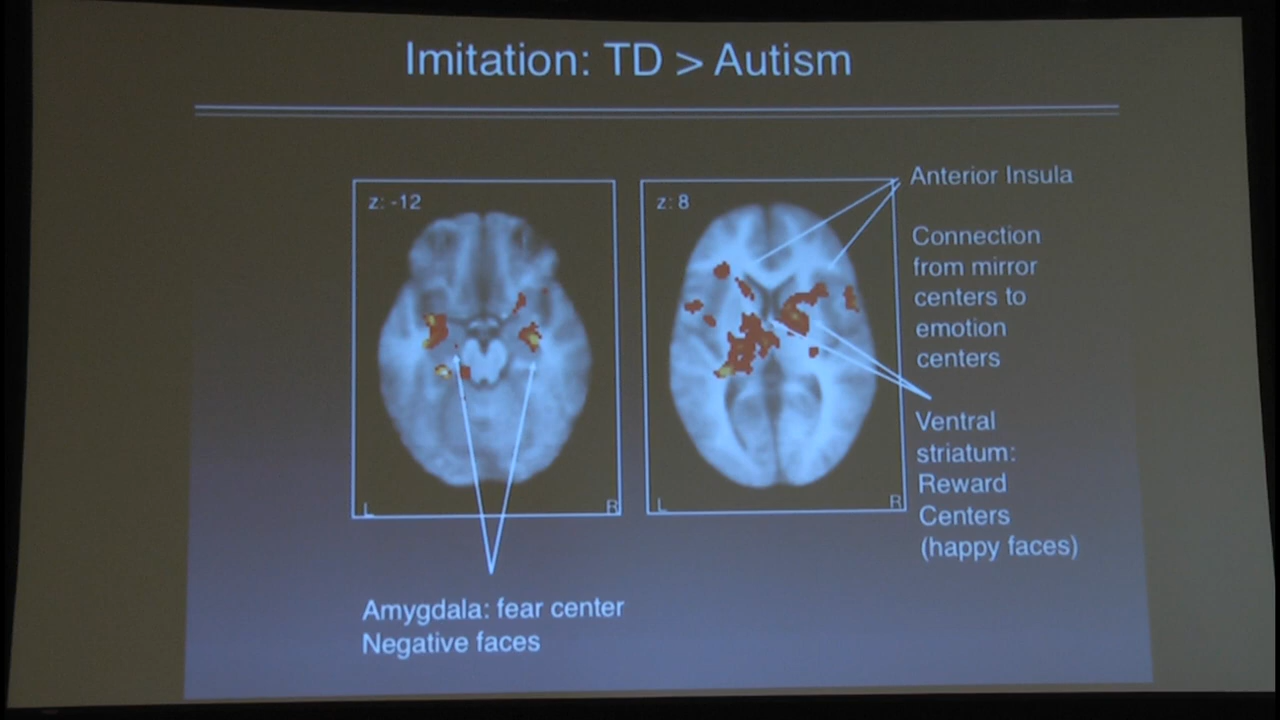 Imitation: TD > Autism
z: -12
z: 8
L
R
L
R
Anterior Insula
Connection
from mirror
centers to
emotion
centers
Ventral
striatum:
Reward
Centers
(happy faces)
Amygdala: fear center
Negative faces